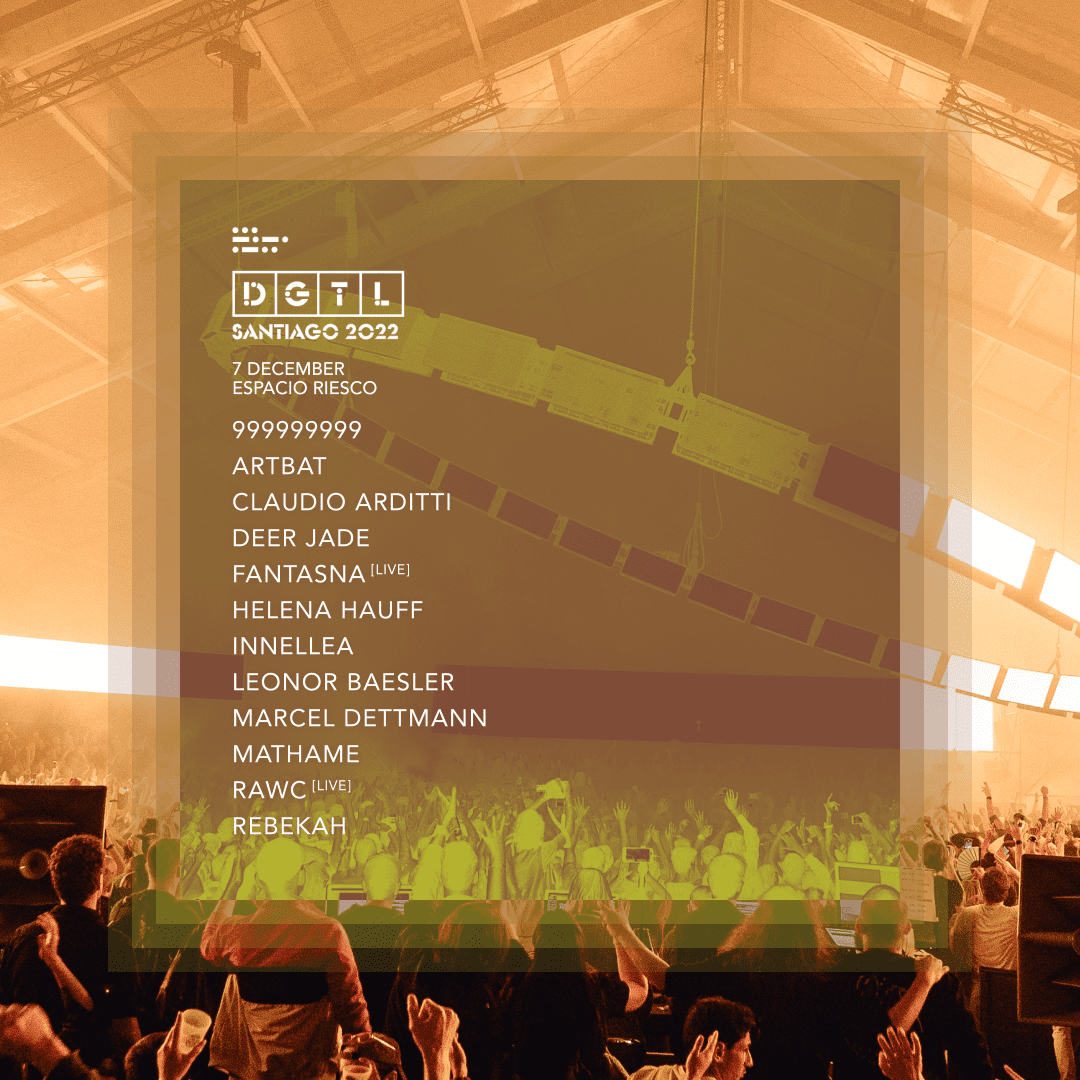 DGTL
SANTIAGO 2022
7 DECEMBER
ESPACIO RIESCO
999999999
ARTBAT
CLAUDIO ARDITTI
DEER JADE
FANTASNA [LIVE]
HELENA HAUFF
INNELLEA
LEONOR BAESLER
MARCEL DETTMANN
MATHAME
RAWC [LIVE]
REBEKAH